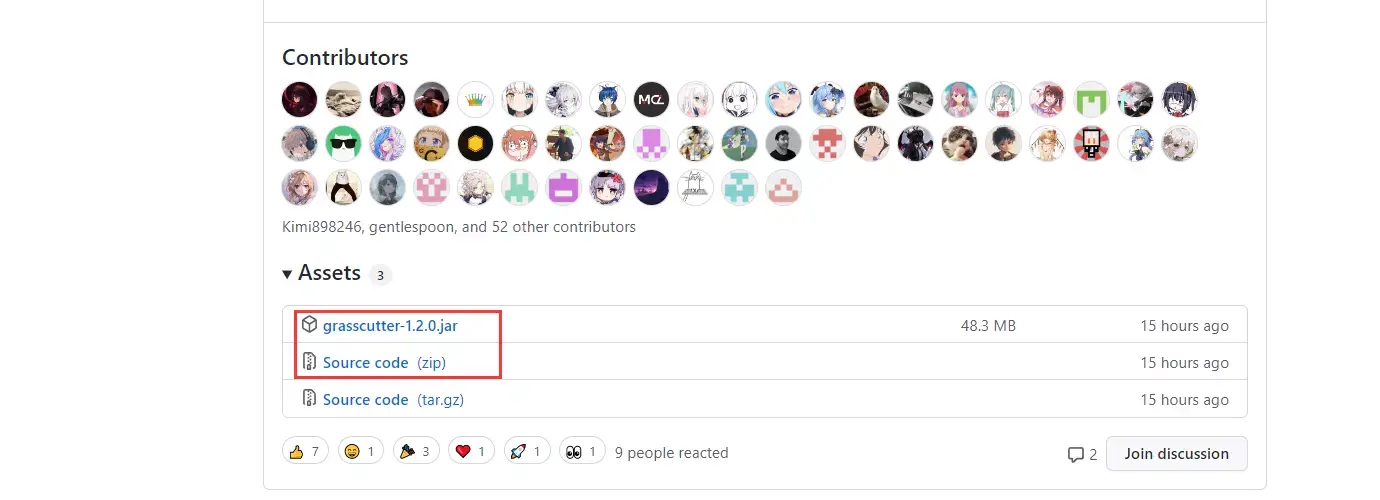 Contributors
MCL
Kimi898246, gentlespoon, and 52 other contributors
Assets 3
grasscutter-1.2.0.jar 48.3 MB 15 hours ago
Source code (zip) 15 hours ago
Source code (tar.gz) 15 hours ago
7 1 3 1 1 1 9 people reacted 2 Join discussion